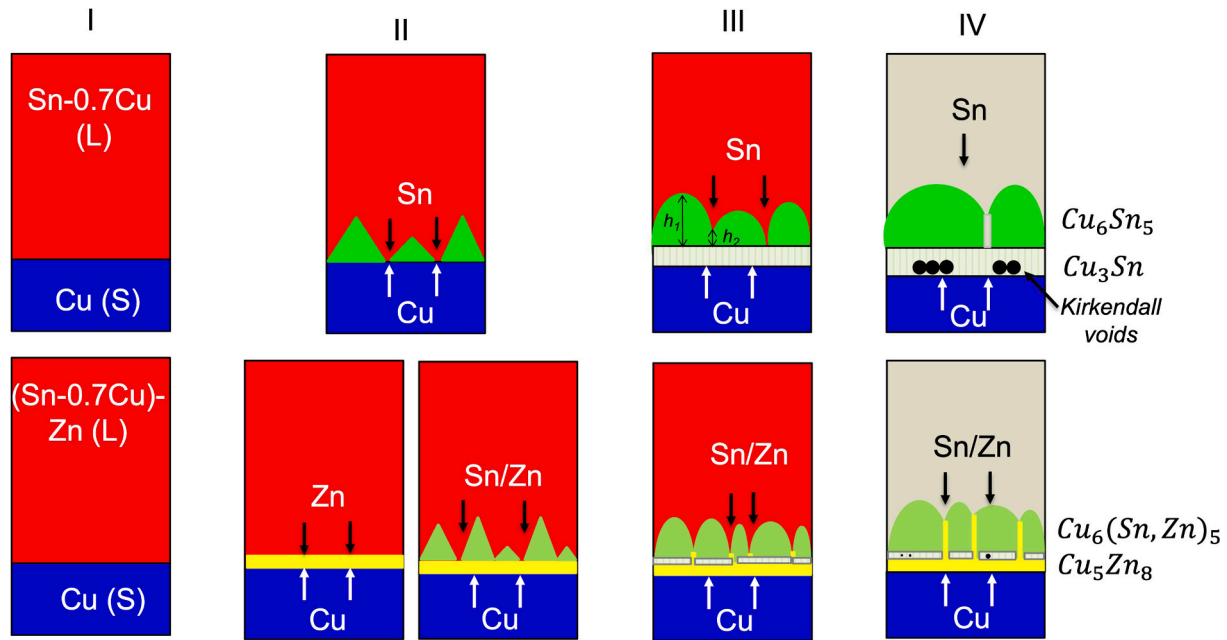 I
II
III
IV
Sn-0.7Cu
(L)
Cu (S)
Sn
Cu
Sn
h₁
h₂
Cu
Sn
Cu
Cu₆Sn₅
Cu₃Sn
Kirkendall
voids
(Sn-0.7Cu)-
Zn (L)
Cu (S)
Zn
Cu
Sn/Zn
Cu
Sn/Zn
Cu
Sn/Zn
Cu
Cu₆(Sn, Zn)₅
Cu₅Zn₈